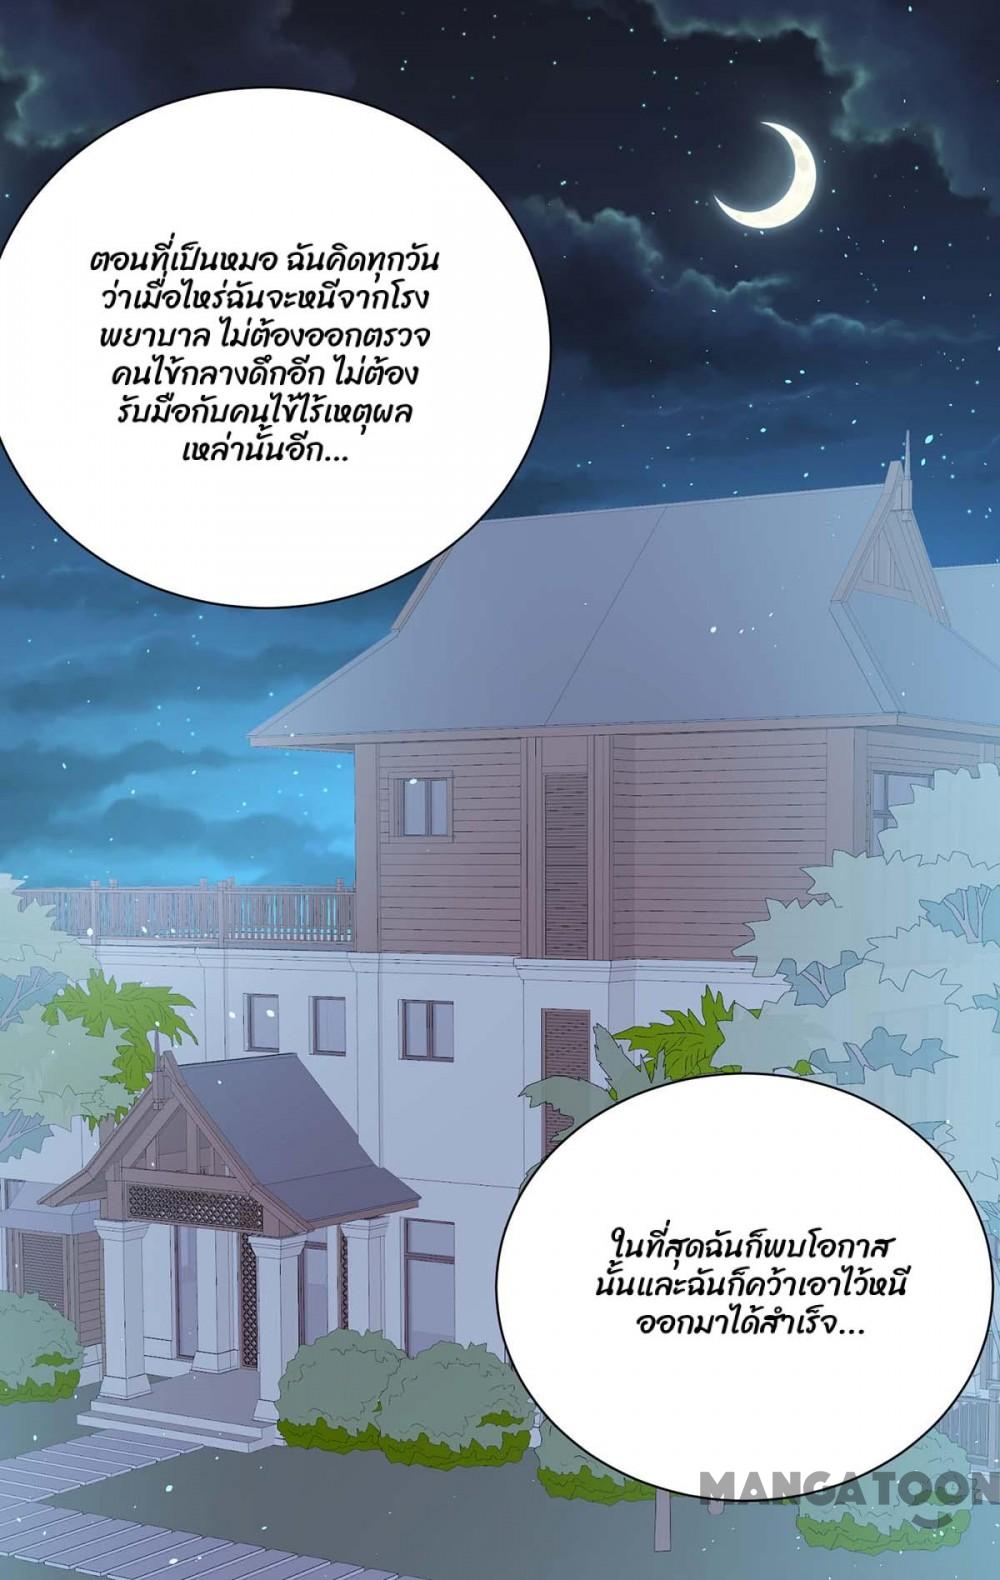 ตอนที่เป็นหมอ ฉันคิดทุกวัน
ว่าเมื่อไหร่ฉันจะหนีจากโรง
พยาบาล ไม่ต้องออกตรวจ
คนไข้กลางดึกอีก ไม่ต้อง
รับมือกับคนไข้ไร้เหตุผล
เหล่านั้นอีก...
ในที่สุดฉันก็พบโอกาส
นั้นและฉันก็คว้าเอาไว้หนี
ออกมาได้สำเร็จ...
MANGATOON